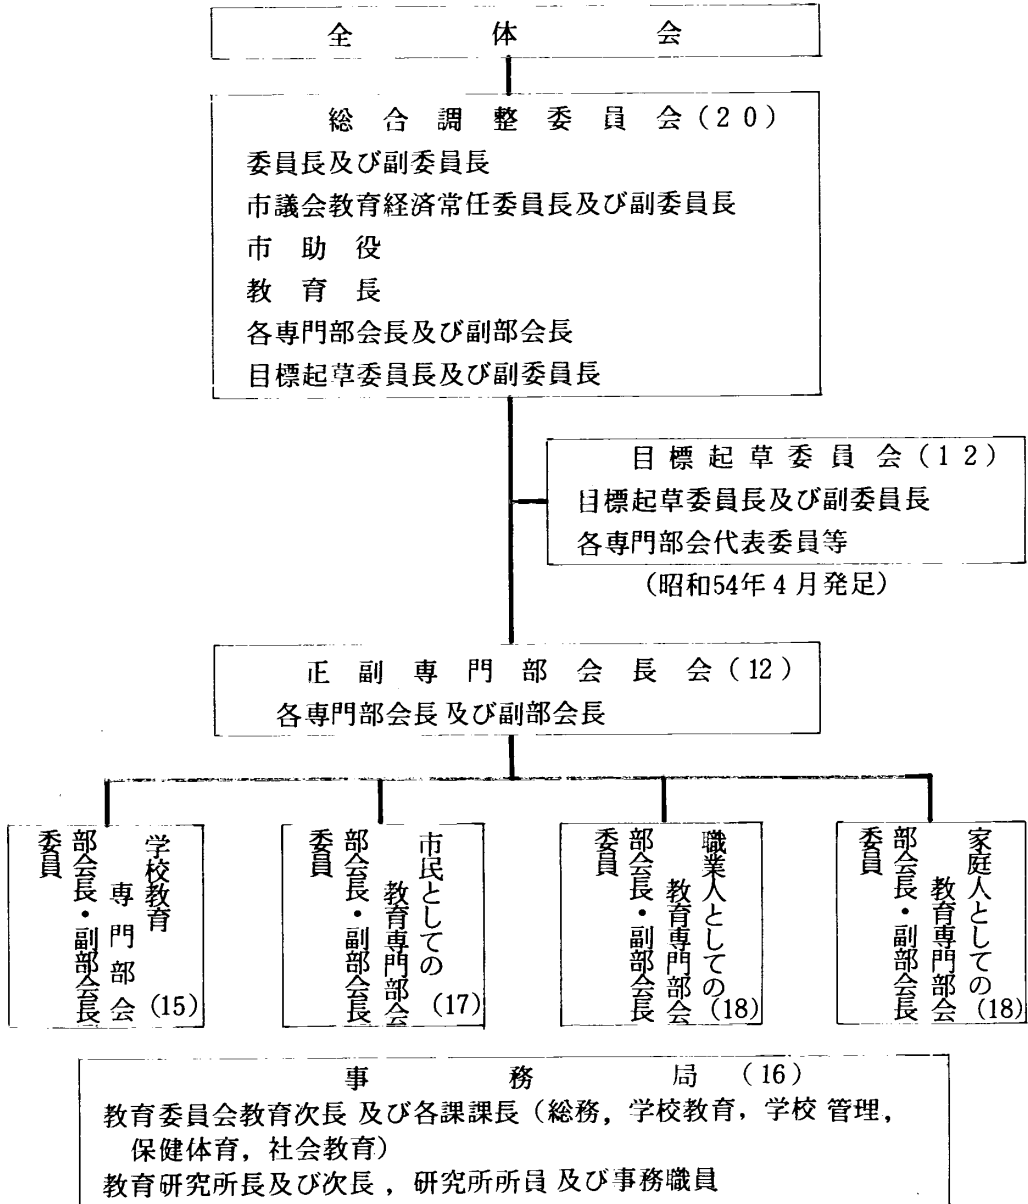 全体会
総合調整委員会(20)
委員長及び副委員長
市議会教育経済常任委員長及び副委員長
市助役
教育長
各専門部会長及び副部会長
目標起草委員長及び副委員長
目標起草委員会(12)
目標起草委員長及び副委員長
各専門部会代表委員等
(昭和54年4月発足)
正副専門部会長会(12)
各専門部会長及び副部会長
学校教育
専門部会(15)
部会長・副部会長
委員
市民としての
教育専門部会(17)
部会長・副部会長
委員
職業人としての
教育専門部会(18)
部会長・副部会長
委員
家庭人としての
教育専門部会(18)
部会長・副部会長
委員
事務局(16)
教育委員会教育次長及び各課課長(総務,学校教育,学校管理,
保健体育,社会教育)
教育研究所長及び次長,研究所所員及び事務職員